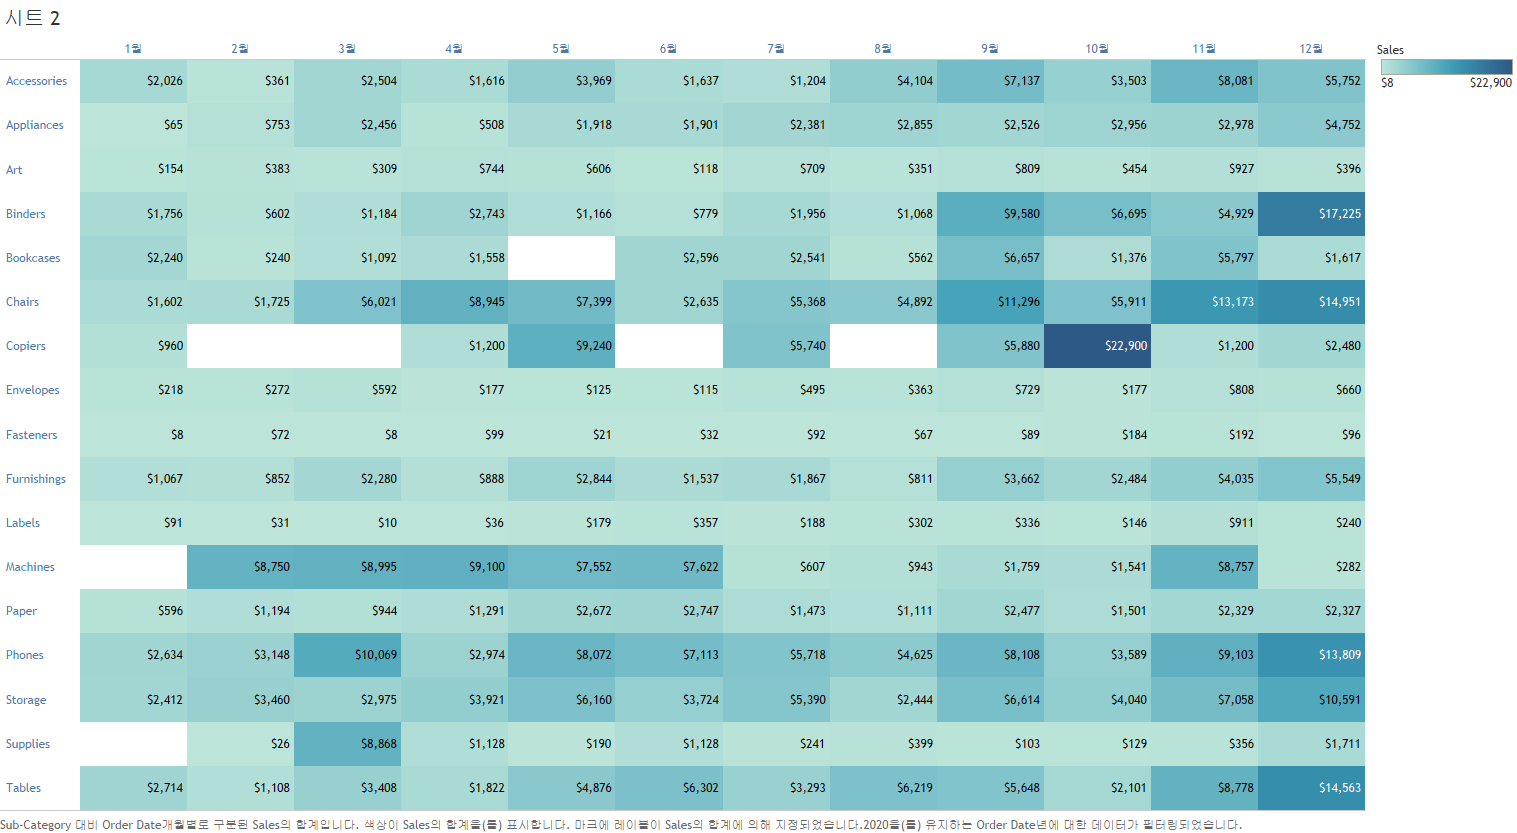 시트 2
1월 2월 3월 4월 5월 6월 7월 8월 9월 10월 11월 12월 Sales
Accessories $2,026 $361 $2,504 $1,616 $3,969 $1,637 $1,204 $4,104 $7,137 $3,503 $8,081 $5,752 $8 $22,900
Appliances $65 $753 $2,456 $508 $1,918 $1,901 $2,381 $2,855 $2,526 $2,956 $2,978 $4,752
Art $154 $383 $309 $744 $606 $118 $709 $351 $809 $454 $927 $396
Binders $1,756 $602 $1,184 $2,743 $1,166 $779 $1,956 $1,068 $9,580 $6,695 $4,929 $17,225
Bookcases $2,240 $240 $1,092 $1,558 $2,596 $2,541 $562 $6,657 $1,376 $5,797 $1,617
Chairs $1,602 $1,725 $6,021 $8,945 $7,399 $2,635 $5,368 $4,892 $11,296 $5,911 $13,173 $14,951
Copiers $960 $1,200 $9,240 $5,740 $5,880 $22,900 $1,200 $2,480
Envelopes $218 $272 $592 $177 $125 $115 $495 $363 $729 $177 $808 $660
Fasteners $8 $72 $8 $99 $21 $32 $92 $67 $89 $184 $192 $96
Furnishings $1,067 $852 $2,280 $888 $2,844 $1,537 $1,867 $811 $3,662 $2,484 $4,035 $5,549
Labels $91 $31 $10 $36 $179 $357 $188 $302 $336 $146 $911 $240
Machines $8,750 $8,995 $9,100 $7,552 $7,622 $607 $943 $1,759 $1,541 $8,757 $282
Paper $596 $1,194 $944 $1,291 $2,672 $2,747 $1,473 $1,111 $2,477 $1,501 $2,329 $2,327
Phones $2,634 $3,148 $10,069 $2,974 $8,072 $7,113 $5,718 $4,625 $8,108 $3,589 $9,103 $13,809
Storage $2,412 $3,460 $2,975 $3,921 $6,160 $3,724 $5,390 $2,444 $6,614 $4,040 $7,058 $10,591
Supplies $26 $8,868 $1,128 $190 $1,128 $241 $399 $103 $129 $356 $1,711
Tables $2,714 $1,108 $3,408 $1,822 $4,876 $6,302 $3,293 $6,219 $5,648 $2,101 $8,778 $14,563
Sub-Category 대비 Order Date개월별로 구분된 Sales의 합계입니다. 색상이 Sales의 합계을(를) 표시합니다. 마크에 레이블이 Sales의 합계에 의해 지정되었습니다.2020을(를) 유지하는 Order Date년에 대한 데이터가 필터링되었습니다.